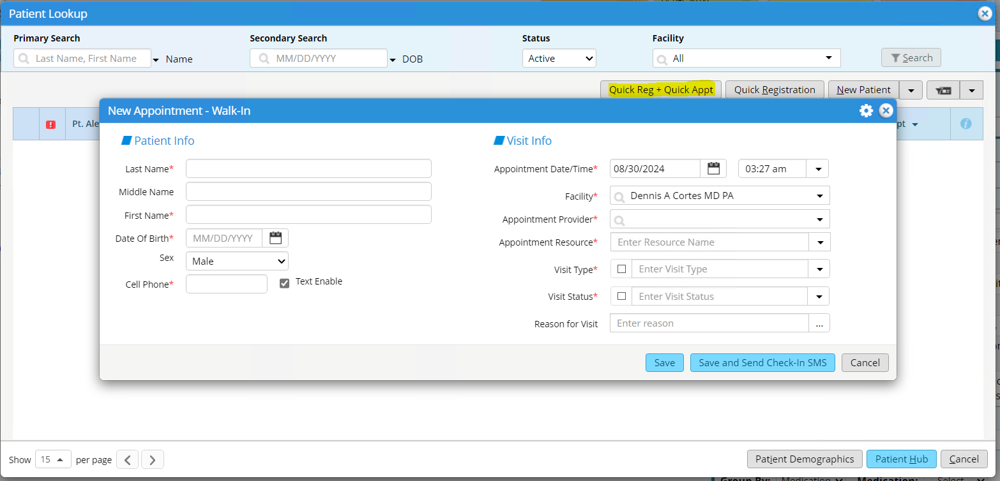 Patient Lookup
Primary Search
Secondary Search
Status
Facility
Last Name, First Name
Name
MM/DD/YYYY
DOB
Active
All
Search
Quick Reg + Quick Appt
Quick Registration
New Patient
Pt. Ale
pt
New Appointment - Walk-In
Patient Info
Last Name*
Middle Name
First Name*
Date Of Birth* MM/DD/YYYY
Sex Male
Cell Phone* Text Enable
Visit Info
Appointment Date/Time* 08/30/2024 03:27 am
Facility* Dennis A Cortes MD PA
Appointment Provider*
Appointment Resource* Enter Resource Name
Visit Type* Enter Visit Type
Visit Status* Enter Visit Status
Reason for Visit Enter reason ...
Save Save and Send Check-In SMS Cancel
Show 15 per page
Patient Demographics Patient Hub Cancel
Group By: Medication Medication: Select